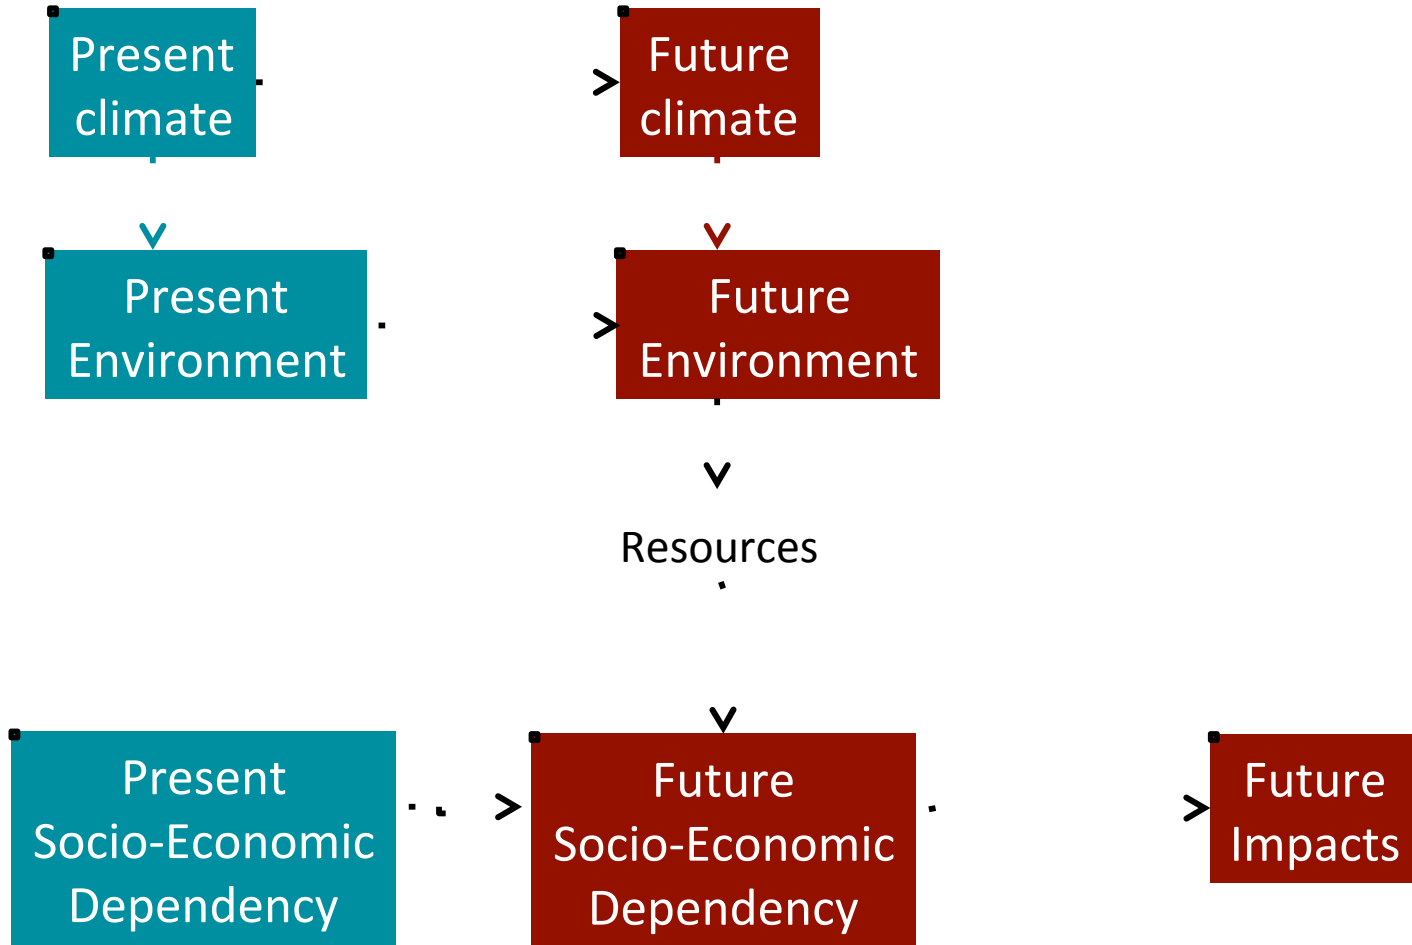 Present
climate
Future
climate
Present
Environment
Future
Environment
Resources
Present
Socio-Economic
Dependency
Future
Socio-Economic
Dependency
Future
Impacts